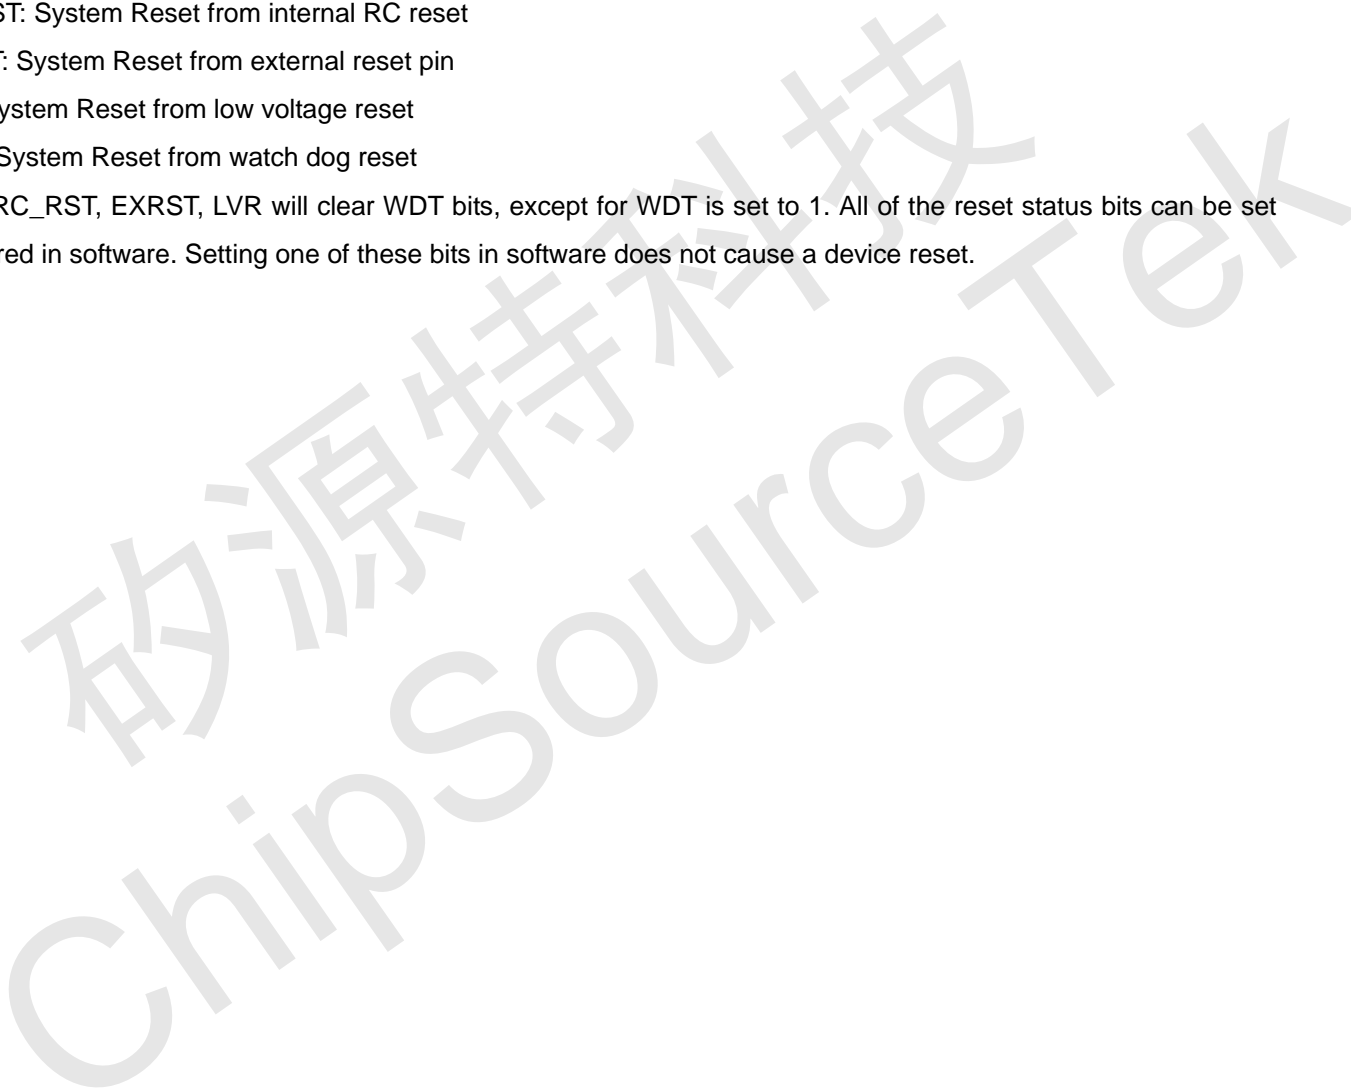 ST: System Reset from internal RC reset
T: System Reset from external reset pin
ystem Reset from low voltage reset
System Reset from watch dog reset
RC_RST, EXRST, LVR will clear WDT bits, except for WDT is set to 1. All of the reset status bits can be set
red in software. Setting one of these bits in software does not cause a device reset.
矽源特科技
ChipSourceTek